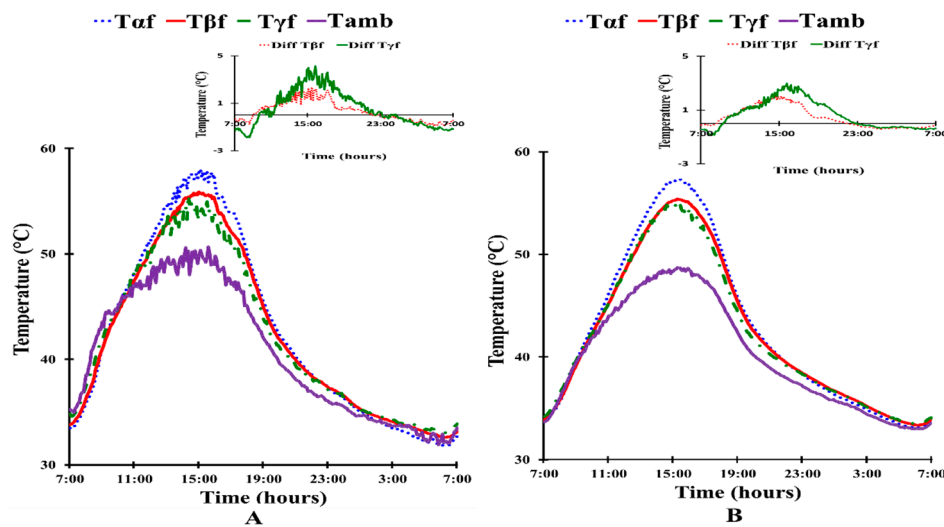 Tαf Tβf Tγf Tamb
Diff Tβf Diff Tγf
5
1
-3
Temperature (°C)
7:00 15:00 23:00 7:00
Time (hours)
60
50
40
30
Temperature (°C)
7:00 11:00 15:00 19:00 23:00 3:00 7:00
Time (hours)
A
Tαf Tβf Tγf Tamb
Diff Tβf Diff Tγf
5
1
-3
Temperature (°C)
7:00 15:00 23:00 7:00
Time (hours)
60
50
40
30
Temperature (°C)
7:00 11:00 15:00 19:00 23:00 3:00 7:00
Time (hours)
B